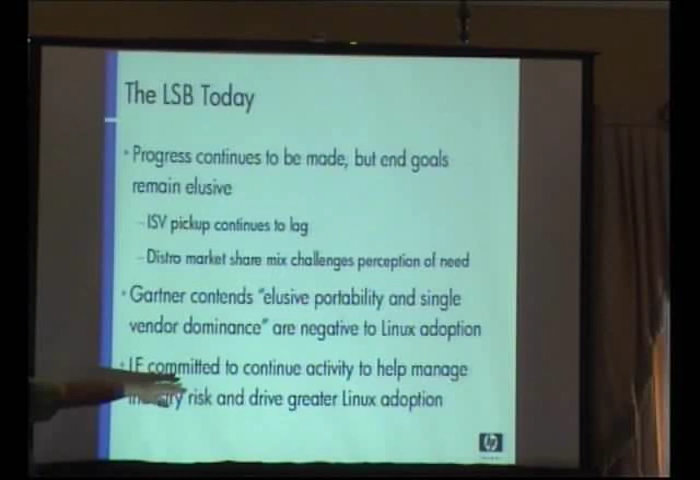 The LSB Today
• Progress continues to be made, but end goals
remain elusive
– ISV pickup continues to lag
– Distro market share mix challenges perception of need
• Gartner contends "elusive portability and single
vendor dominance" are negative to Linux adoption
• LF committed to continue activity to help manage
risk and drive greater Linux adoption
hp